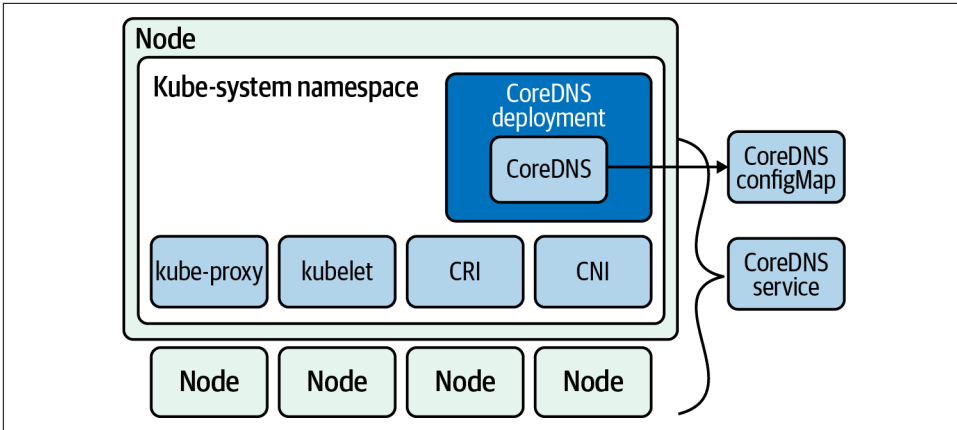 Node
Kube-system namespace
CoreDNS
deployment
CoreDNS
CoreDNS
configMap
kube-proxy
kubelet
CRI
CNI
CoreDNS
service
Node
Node
Node
Node